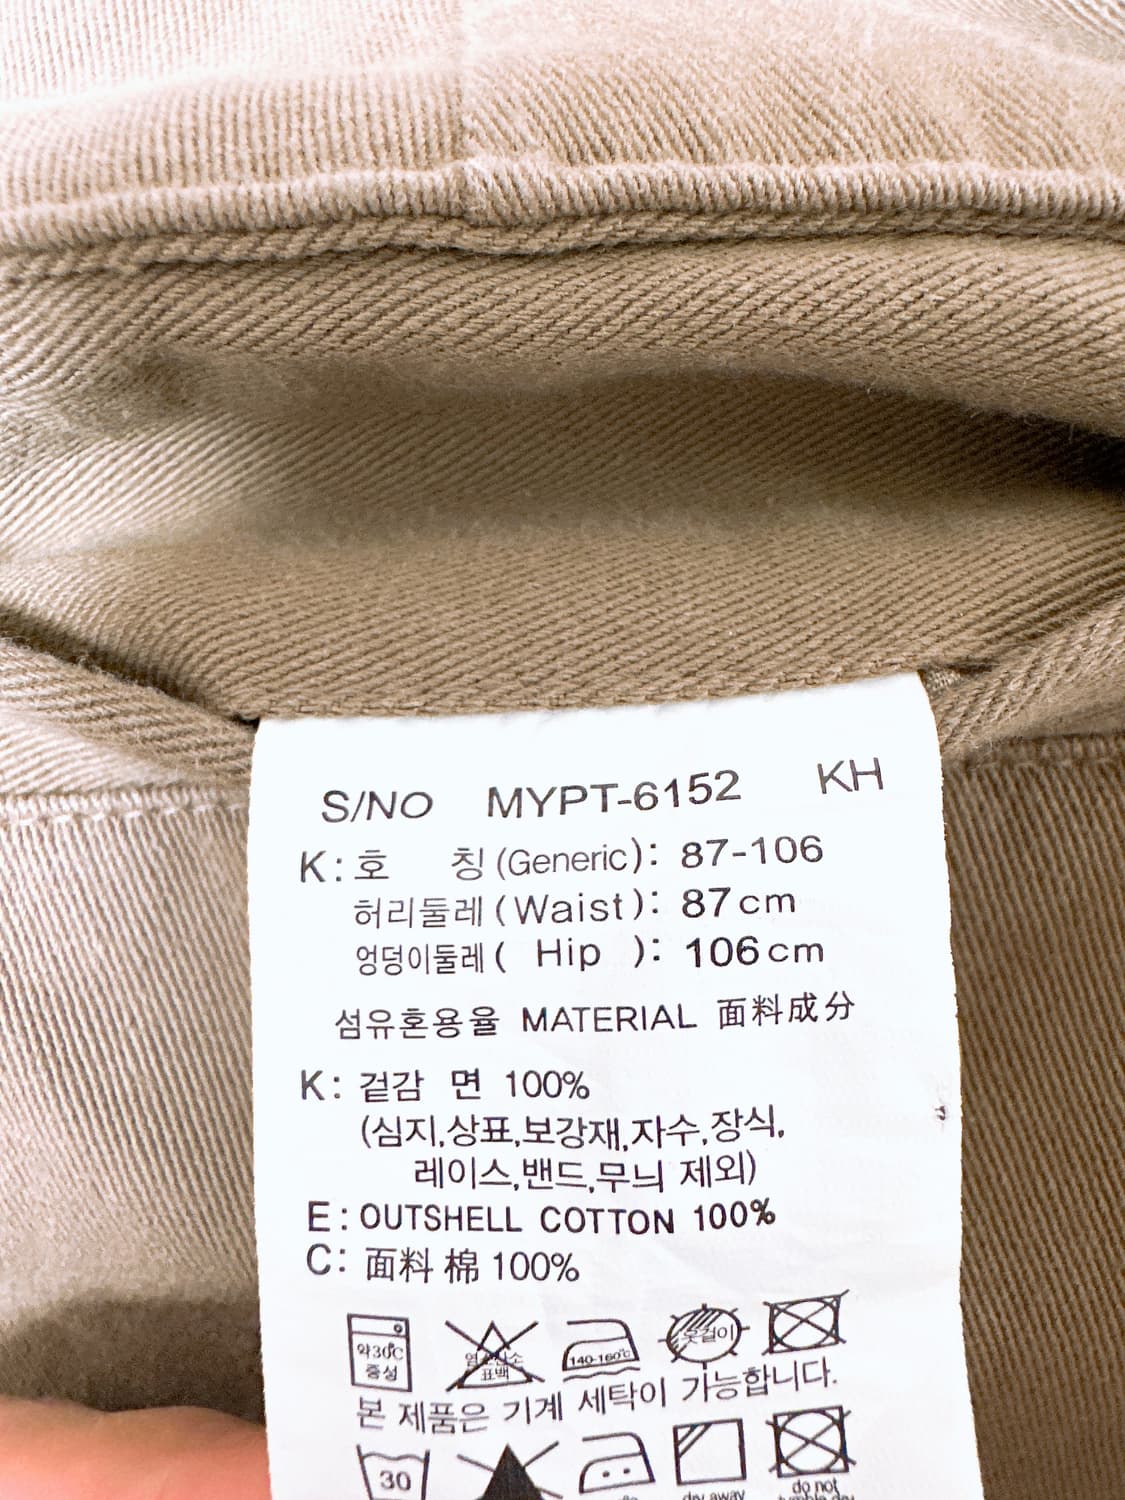 S/NO MYPT-6152 KH
K: 호 칭 (Generic): 87-106
허리둘레 (Waist): 87cm
엉덩이둘레 ( Hip ): 106cm
섬유혼용율 MATERIAL 面料成分
K: 겉감 면 100%
(심지,상표,보강재,자수,장식,
레이스,밴드,무늬 제외)
E: OUTSHELL COTTON 100%
C: 面料 棉 100%
약30℃
중성
표백
140-160℃
옷걸이
본 제품은 기계 세탁이 가능합니다.
30
do not